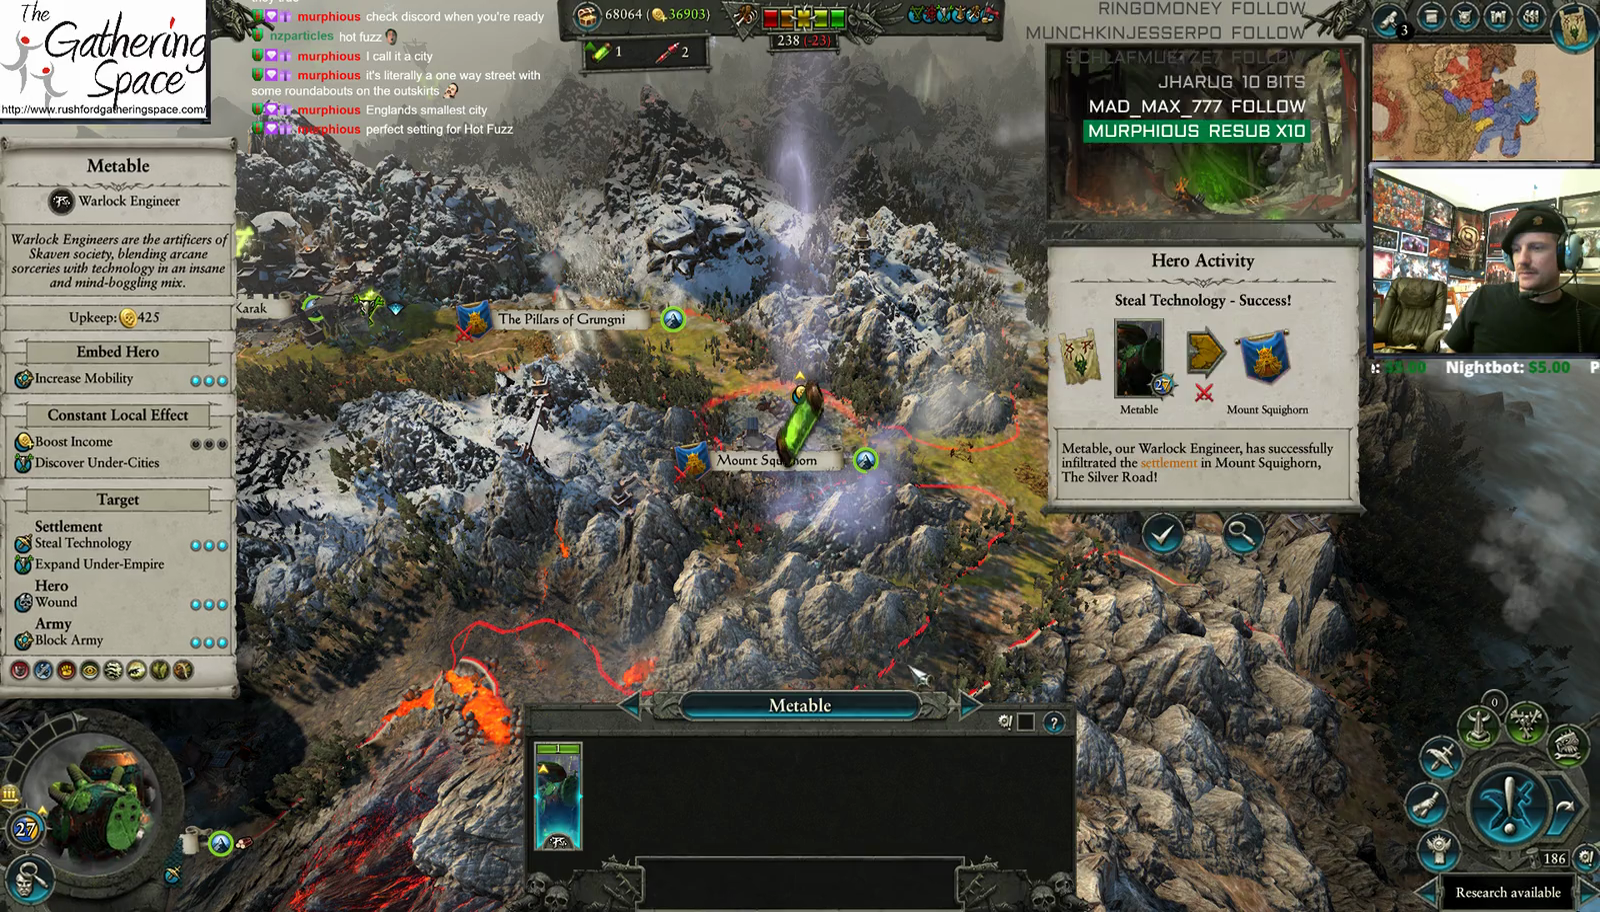 The
Gathering
Space
http://www.rushfordgatheringspace.com/
murphious check discord when you're ready
nzparticles hot fuzz
murphious I call it a city
murphious it's literally a one way street with
some roundabouts on the outskirts
murphious Englands smallest city
murphious perfect setting for Hot Fuzz
68064 (36903)
238 (-23)
1
2
RINGOMONEY FOLLOW
MUNCHKINJESSERPO FOLLOW
SCHLAFMUETZE7 FOLLOW
JHARUG 10 BITS
MAD_MAX_777 FOLLOW
MURPHIOUS RESUB X10
3
Nightbot: $5.00
Metable
Warlock Engineer
Warlock Engineers are the artificers of
Skaven society, blending arcane
sorceries with technology in an insane
and mind-boggling mix.
Upkeep: 425
Embed Hero
Increase Mobility
Constant Local Effect
Boost Income
Discover Under-Cities
Target
Settlement
Steal Technology
Expand Under-Empire
Hero
Wound
Army
Block Army
27
Karak
The Pillars of Grungni
Mount Squighorn
Hero Activity
Steal Technology - Success!
27
Metable
Mount Squighorn
Metable, our Warlock Engineer, has successfully
infiltrated the settlement in Mount Squighorn,
The Silver Road!
Metable
?
1
0
186
Research available